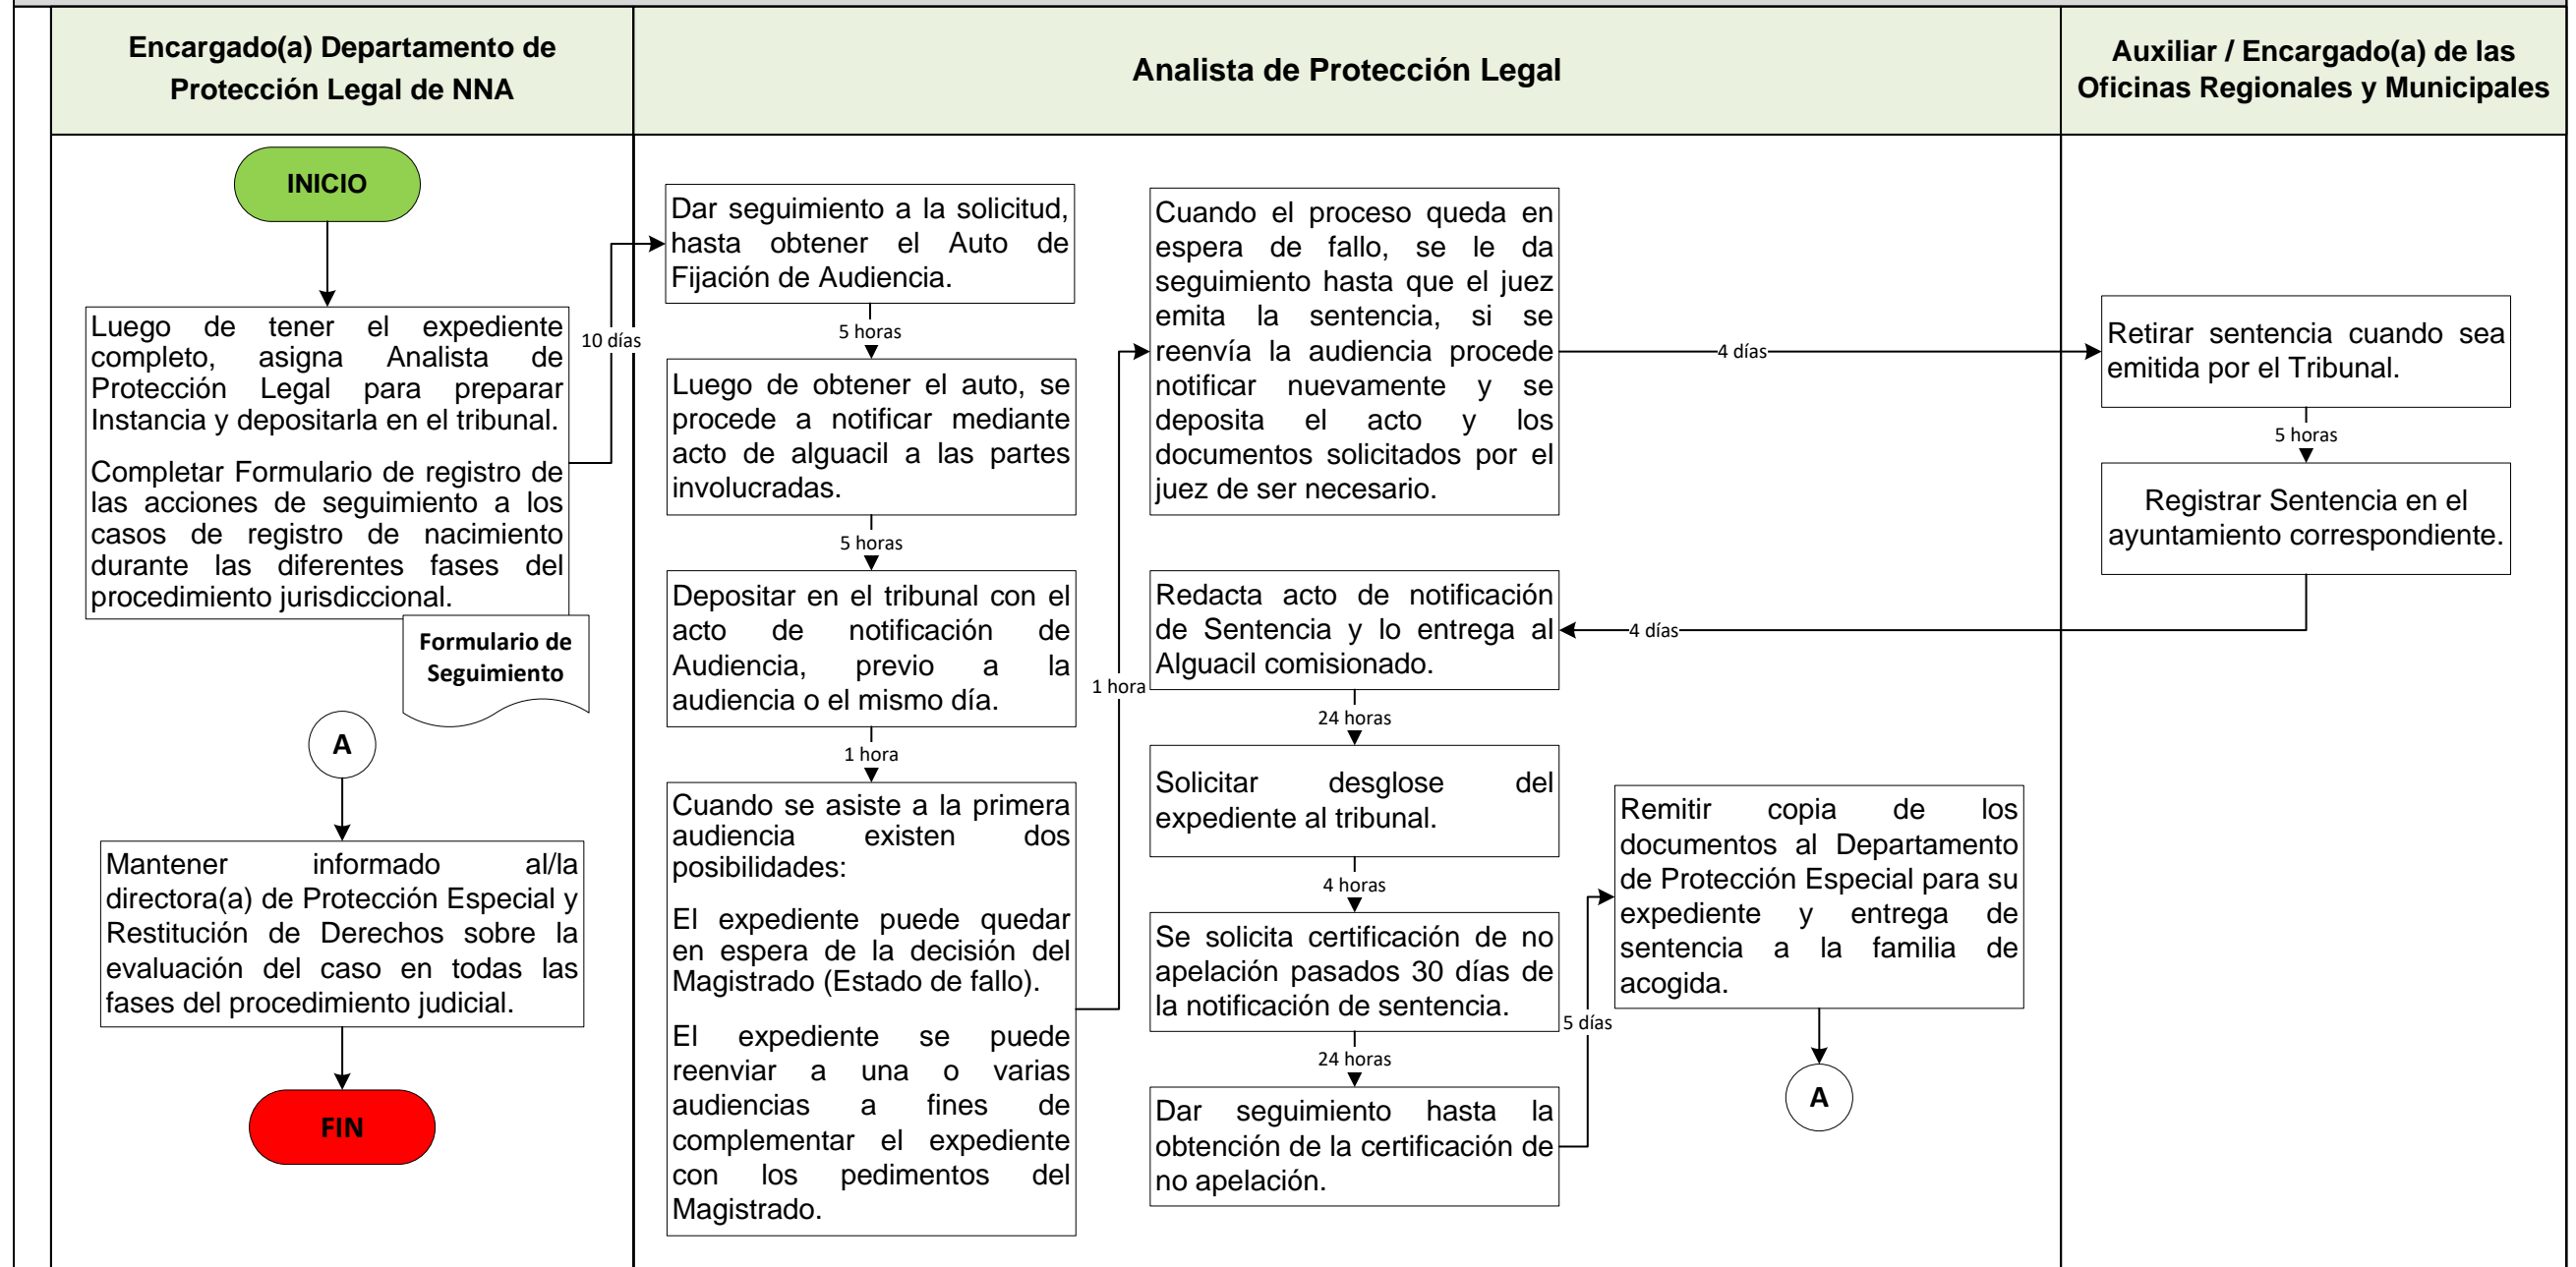 Encargado(a) Departamento de
Protección Legal de NNA
Analista de Protección Legal
Auxiliar / Encargado(a) de las
Oficinas Regionales y Municipales
INICIO
Luego de tener el expediente
completo, asigna Analista de
Protección Legal para preparar
Instancia y depositarla en el tribunal.
Completar Formulario de registro de
las acciones de seguimiento a los
casos de registro de nacimiento
durante las diferentes fases del
procedimiento jurisdiccional.
Formulario de
Seguimiento
10 días
A
Mantener informado al/la
directora(a) de Protección Especial y
Restitución de Derechos sobre la
evaluación del caso en todas las
fases del procedimiento judicial.
FIN
Dar seguimiento a la solicitud,
hasta obtener el Auto de
Fijación de Audiencia.
5 horas
Luego de obtener el auto, se
procede a notificar mediante
acto de alguacil a las partes
involucradas.
5 horas
Depositar en el tribunal con el
acto de notificación de
Audiencia, previo a la
audiencia o el mismo día.
1 hora
Cuando se asiste a la primera
audiencia existen dos
posibilidades:
El expediente puede quedar
en espera de la decisión del
Magistrado (Estado de fallo).
El expediente se puede
reenviar a una o varias
audiencias a fines de
complementar el expediente
con los pedimentos del
Magistrado.
1 hora
Cuando el proceso queda en
espera de fallo, se le da
seguimiento hasta que el juez
emita la sentencia, si se
reenvía la audiencia procede
notificar nuevamente y se
deposita el acto y los
documentos solicitados por el
juez de ser necesario.
4 días
Retirar sentencia cuando sea
emitida por el Tribunal.
5 horas
Registrar Sentencia en el
ayuntamiento correspondiente.
4 días
Redacta acto de notificación
de Sentencia y lo entrega al
Alguacil comisionado.
24 horas
Solicitar desglose del
expediente al tribunal.
4 horas
Se solicita certificación de no
apelación pasados 30 días de
la notificación de sentencia.
24 horas
Dar seguimiento hasta la
obtención de la certificación de
no apelación.
5 días
Remitir copia de los
documentos al Departamento
de Protección Especial para su
expediente y entrega de
sentencia a la familia de
acogida.
A